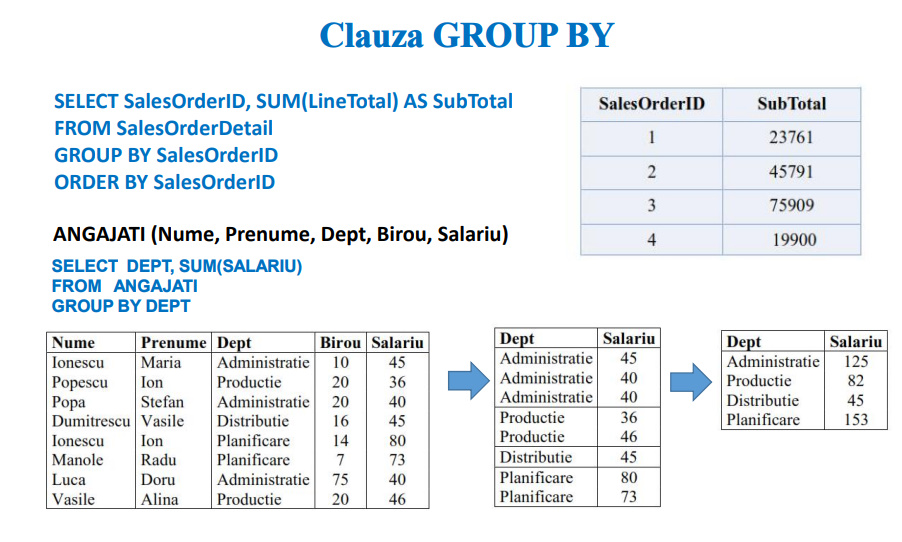 Clauza GROUP BY
SELECT SalesOrderID, SUM(LineTotal) AS SubTotal
FROM SalesOrderDetail
GROUP BY SalesOrderID
ORDER BY SalesOrderID
SalesOrderID SubTotal
1 23761
2 45791
3 75909
4 19900
ANGAJATI (Nume, Prenume, Dept, Birou, Salariu)
SELECT DEPT, SUM(SALARIU)
FROM ANGAJATI
GROUP BY DEPT
Nume Prenume Dept Birou Salariu
Ionescu Maria Administratie 10 45
Popescu Ion Productie 20 36
Popa Stefan Administratie 20 40
Dumitrescu Vasile Distributie 16 45
Ionescu Ion Planificare 14 80
Manole Radu Planificare 7 73
Luca Doru Administratie 75 40
Vasile Alina Productie 20 46
Dept Salariu
Administratie 45
Administratie 40
Administratie 40
Productie 36
Productie 46
Distributie 45
Planificare 80
Planificare 73
Dept Salariu
Administratie 125
Productie 82
Distributie 45
Planificare 153